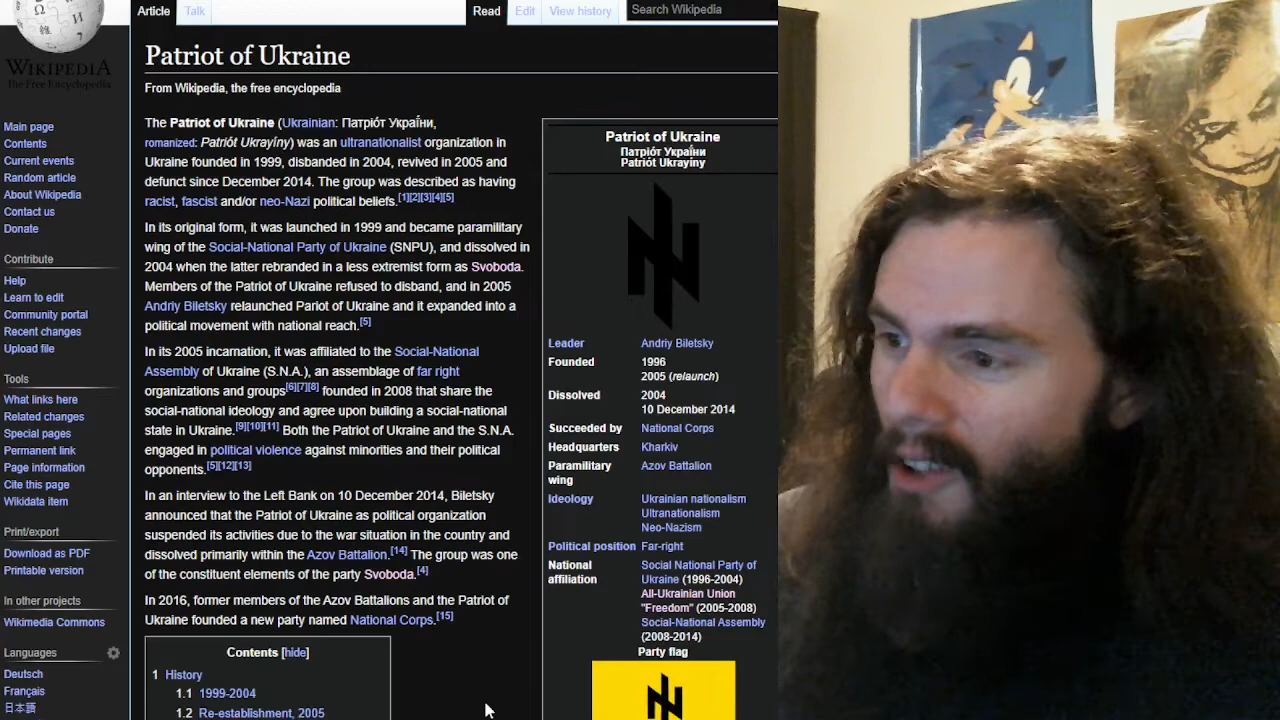 Article
Talk
Read
Edit
View history
Search Wikipedia
WIKIPEDIA
The Free Encyclopedia
Main page
Contents
Current events
Random article
About Wikipedia
Contact us
Donate
Contribute
Help
Learn to edit
Community portal
Recent changes
Upload file
Tools
What links here
Related changes
Special pages
Permanent link
Page information
Cite this page
Wikidata item
Print/export
Download as PDF
Printable version
In other projects
Wikimedia Commons
Languages
Deutsch
Français
日本語
Patriot of Ukraine
From Wikipedia, the free encyclopedia
The Patriot of Ukraine (Ukrainian: Патріо́т Украї́ни,
romanized: Patriót Ukrayíny) was an ultranationalist organization in
Ukraine founded in 1999, disbanded in 2004, revived in 2005 and
defunct since December 2014. The group was described as having
racist, fascist and/or neo-Nazi political beliefs.[1][2][3][4][5]
In its original form, it was launched in 1999 and became paramilitary
wing of the Social-National Party of Ukraine (SNPU), and dissolved in
2004 when the latter rebranded in a less extremist form as Svoboda.
Members of the Patriot of Ukraine refused to disband, and in 2005
Andriy Biletsky relaunched Pariot of Ukraine and it expanded into a
political movement with national reach.[5]
In its 2005 incarnation, it was affiliated to the Social-National
Assembly of Ukraine (S.N.A.), an assemblage of far right
organizations and groups[6][7][8] founded in 2008 that share the
social-national ideology and agree upon building a social-national
state in Ukraine.[9][10][11] Both the Patriot of Ukraine and the S.N.A.
engaged in political violence against minorities and their political
opponents.[5][12][13]
In an interview to the Left Bank on 10 December 2014, Biletsky
announced that the Patriot of Ukraine as political organization
suspended its activities due to the war situation in the country and
dissolved primarily within the Azov Battalion.[14] The group was one
of the constituent elements of the party Svoboda.[4]
In 2016, former members of the Azov Battalions and the Patriot of
Ukraine founded a new party named National Corps.[15]
Contents [hide]
1 History
1.1 1999-2004
1.2 Re-establishment, 2005
Patriot of Ukraine
Патріо́т Украї́ни
Patriót Ukrayíny
Leader Andriy Biletsky
Founded 1996
2005 (relaunch)
Dissolved 2004
10 December 2014
Succeeded by National Corps
Headquarters Kharkiv
Paramilitary Azov Battalion
wing
Ideology Ukrainian nationalism
Ultranationalism
Neo-Nazism
Political position Far-right
National Social National Party of
affiliation Ukraine (1996-2004)
All-Ukrainian Union
"Freedom" (2005-2008)
Social-National Assembly
(2008-2014)
Party flag